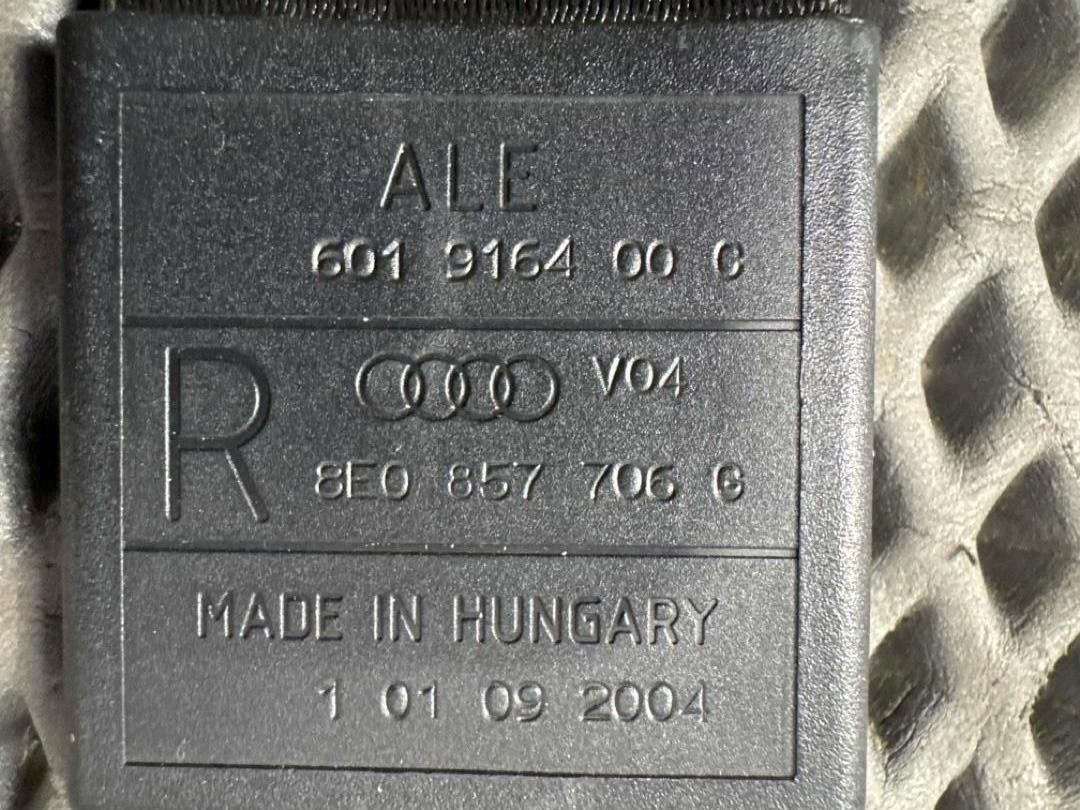 ALE
601 9164 00 C
R V04
8E0 857 706 G
MADE IN HUNGARY
1 01 09 2004